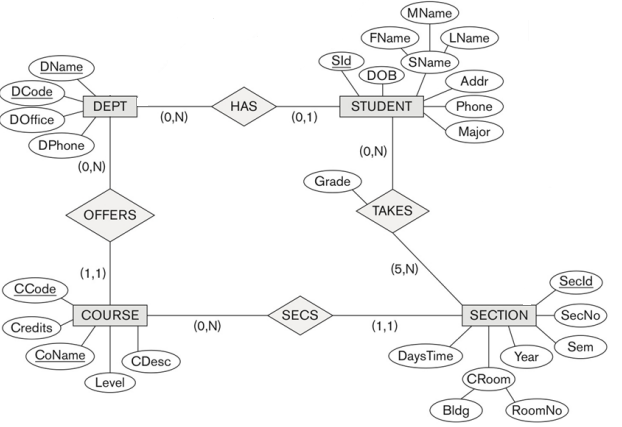 MName
FName
LName
DName
SId
SName
DOB
Addr
DCode
DEPT
HAS
STUDENT
Phone
DOffice
(0,N)
(0,1)
Major
DPhone
(0,N)
(0,N)
Grade
OFFERS
TAKES
(1,1)
(5,N)
CCode
SecId
COURSE
SECS
SECTION
SecNo
Credits
(0,N)
(1,1)
CoName
CDesc
DaysTime
Year
Sem
Level
CRoom
Bldg
RoomNo